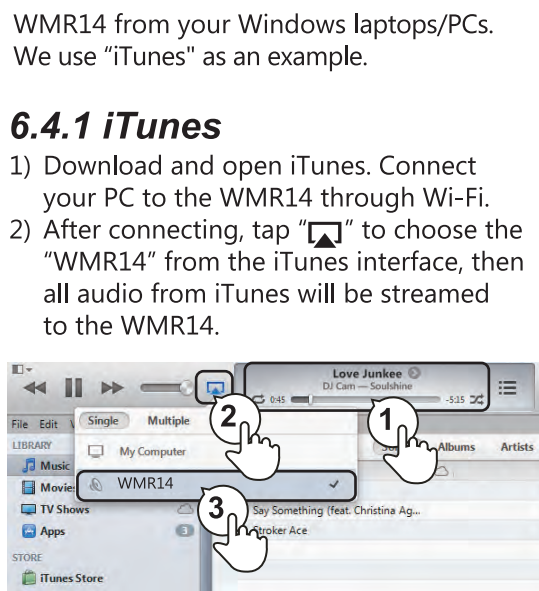 WMR14 from your Windows laptops/PCs.
We use “iTunes" as an example.
6.4.1 iTunes
1) Download and open iTunes. Connect
your PC to the WMR14 through Wi-Fi.
2) After connecting, tap “ ” to choose the
“WMR14” from the iTunes interface, then
all audio from iTunes will be streamed
to the WMR14.
Love Junkee
DJ Cam — Soulshine
0:45 -5:15
File Edit
Single Multiple
2
1
LIBRARY
My Computer
Albums Artists
Music
WMR14
Movie
3
TV Shows
Say Something (feat. Christina Ag...
Apps 3
Stroker Ace
STORE
iTunes Store